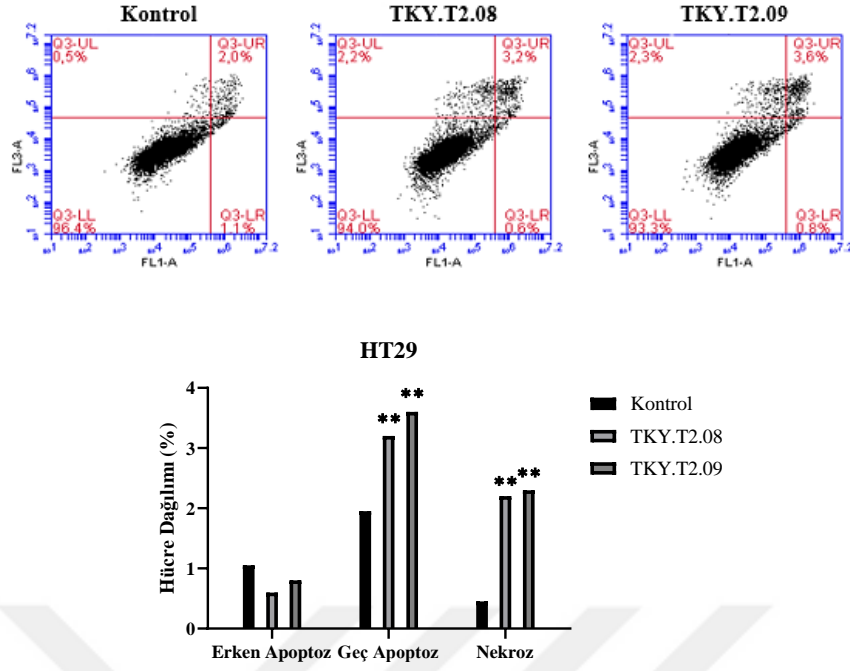 Kontrol
TKY.T2.08
TKY.T2.09
Q3-UL
0,5%
Q3-UR
2,0%
Q3-LL
96.4%
Q3-LR
1.1%
FL3-A
FL1-A
Q3-UL
2,2%
Q3-UR
3,2%
Q3-LL
94.0%
Q3-LR
0.6%
FL3-A
FL1-A
Q3-UL
2,3%
Q3-UR
3,6%
Q3-LL
93.3%
Q3-LR
0.8%
FL3-A
FL1-A
HT29
Hücre Dağılımı (%)
4
3
2
1
0
** ** ** **
Erken Apoptoz Geç Apoptoz Nekroz
Kontrol
TKY.T2.08
TKY.T2.09